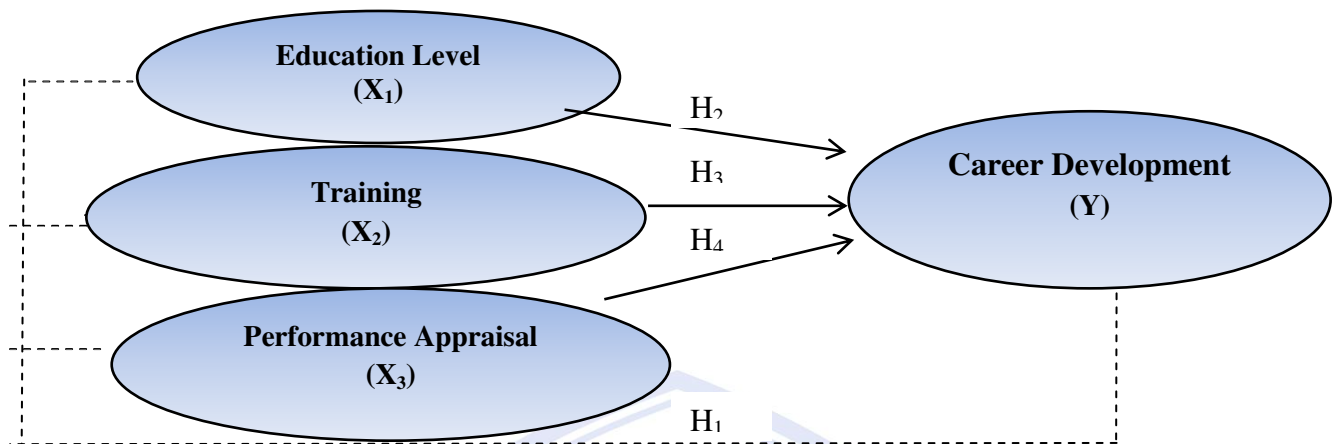 Education Level
(X₁)
H₂
Training
(X₂)
H₃
Career Development
(Y)
H₄
Performance Appraisal
(X₃)
H₁